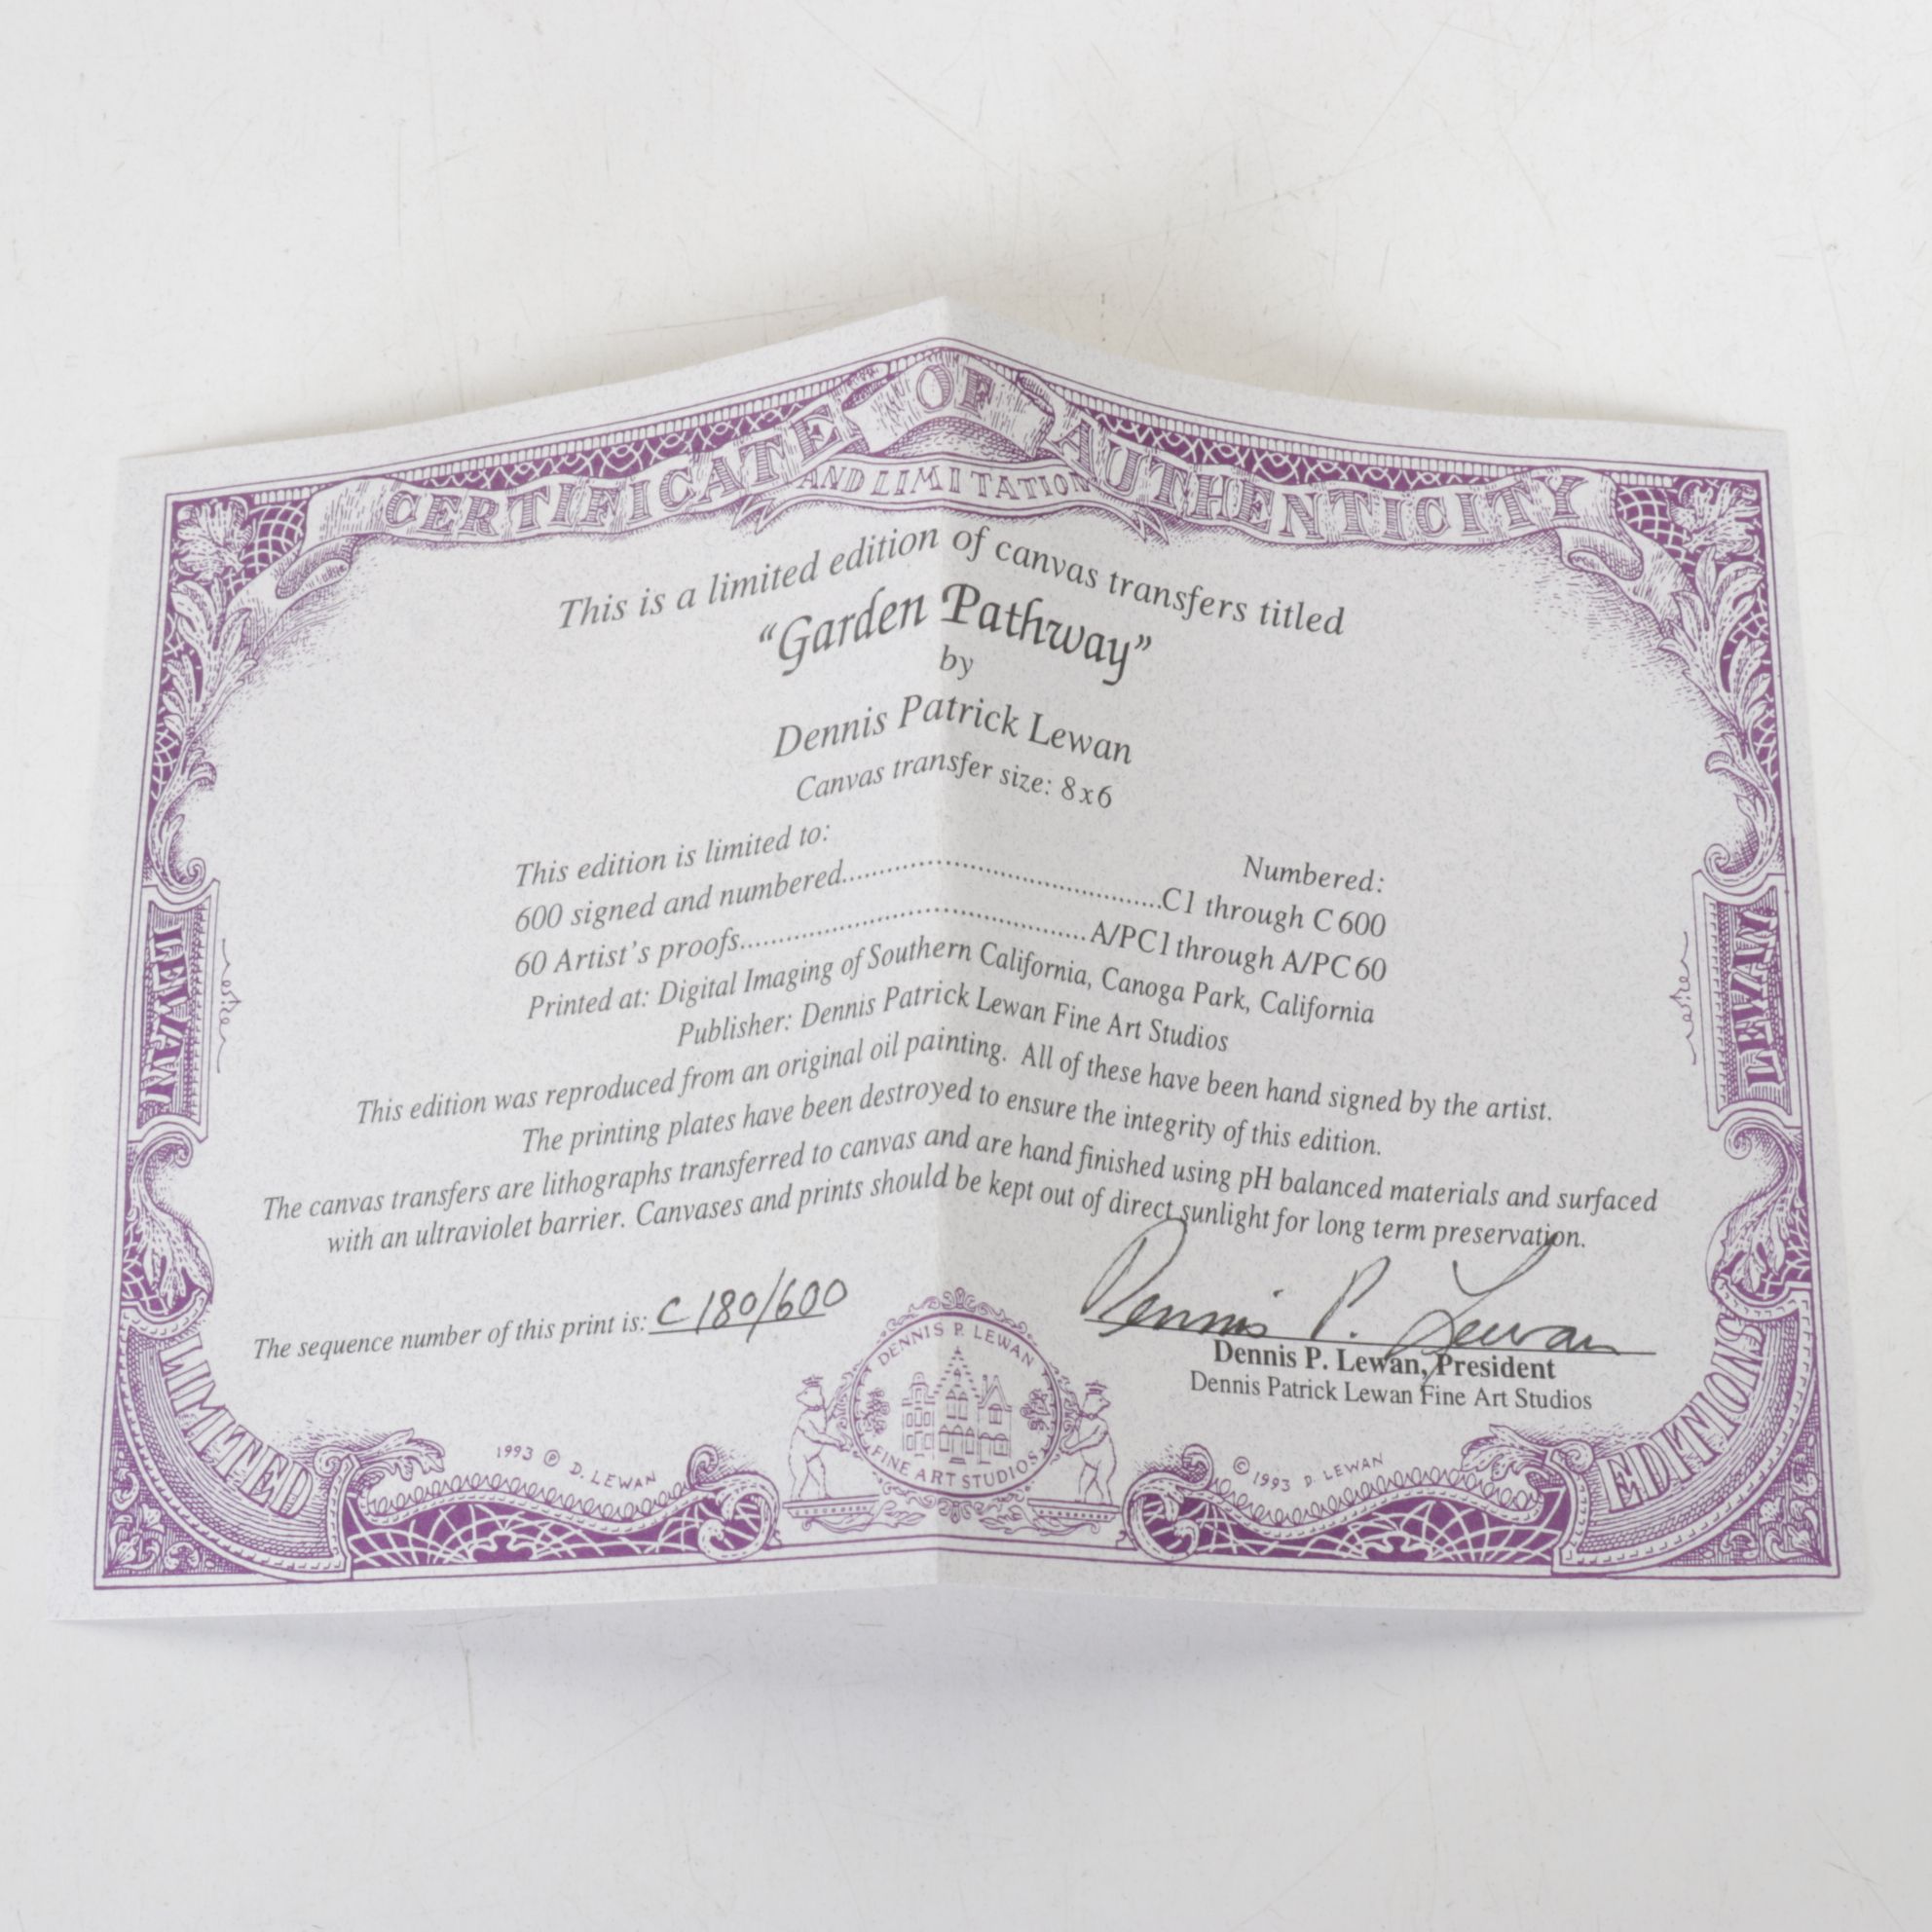 CERTIFICATE OF AUTHENTICITY
AND LIMITATION
This is a limited edition of canvas transfers titled
“Garden Pathway”
by
Dennis Patrick Lewan
Canvas transfer size: 8x6
This edition is limited to: Numbered:
600 signed and numbered..........................................C1 through C600
60 Artist’s proofs..........................................A/PC1 through A/PC60
Printed at: Digital Imaging of Southern California, Canoga Park, California
Publisher: Dennis Patrick Lewan Fine Art Studios
This edition was reproduced from an original oil painting. All of these have been hand signed by the artist.
The printing plates have been destroyed to ensure the integrity of this edition.
The canvas transfers are lithographs transferred to canvas and are hand finished using pH balanced materials and surfaced
with an ultraviolet barrier. Canvases and prints should be kept out of direct sunlight for long term preservation.
The sequence number of this print is: C 180/600
Dennis P. Lewan
Dennis P. Lewan, President
Dennis Patrick Lewan Fine Art Studios
DENNIS P. LEWAN
FINE ART STUDIOS
1993 ℗ D. LEWAN
© 1993 D. LEWAN
LEWAN
LEWAN
LIMITED
EDITIONS